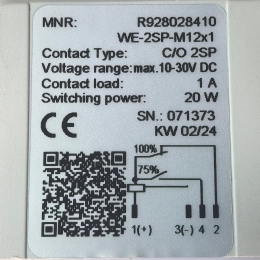 MNR: R928028410
WE-2SP-M12x1
Contact Type: C/O 2SP
Voltage range: max.10-30V DC
Contact load: 1 A
Switching power: 20 W
SN.: 071373
CE KW 02/24
100%
75%
1(+) 3(-) 4 2